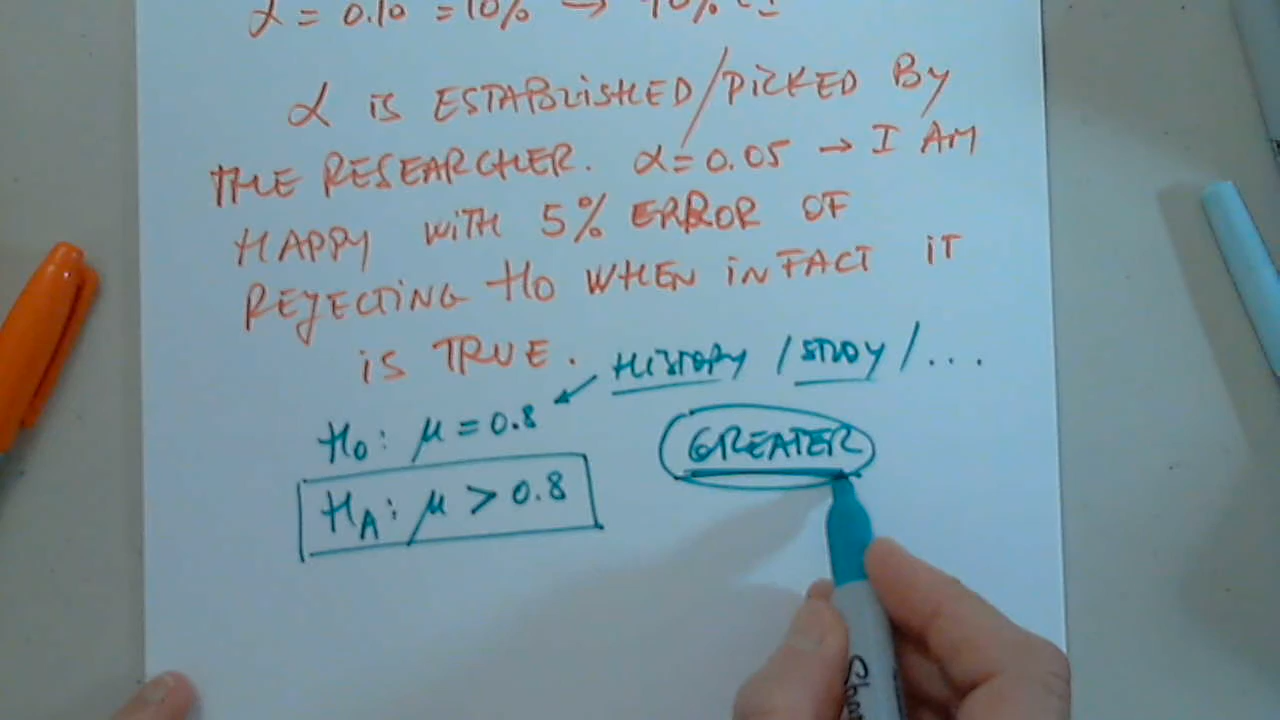 α = 0.10 = 10% → 90% CI
α IS ESTABLISHED/PICKED BY
THE RESEARCHER. α=0.05 → I AM
HAPPY WITH 5% ERROR OF
REJECTING H0 WHEN IN FACT IT
IS TRUE. HISTORY / STUDY / ...
H0: μ = 0.8
GREATER
HA: μ > 0.8
Shar